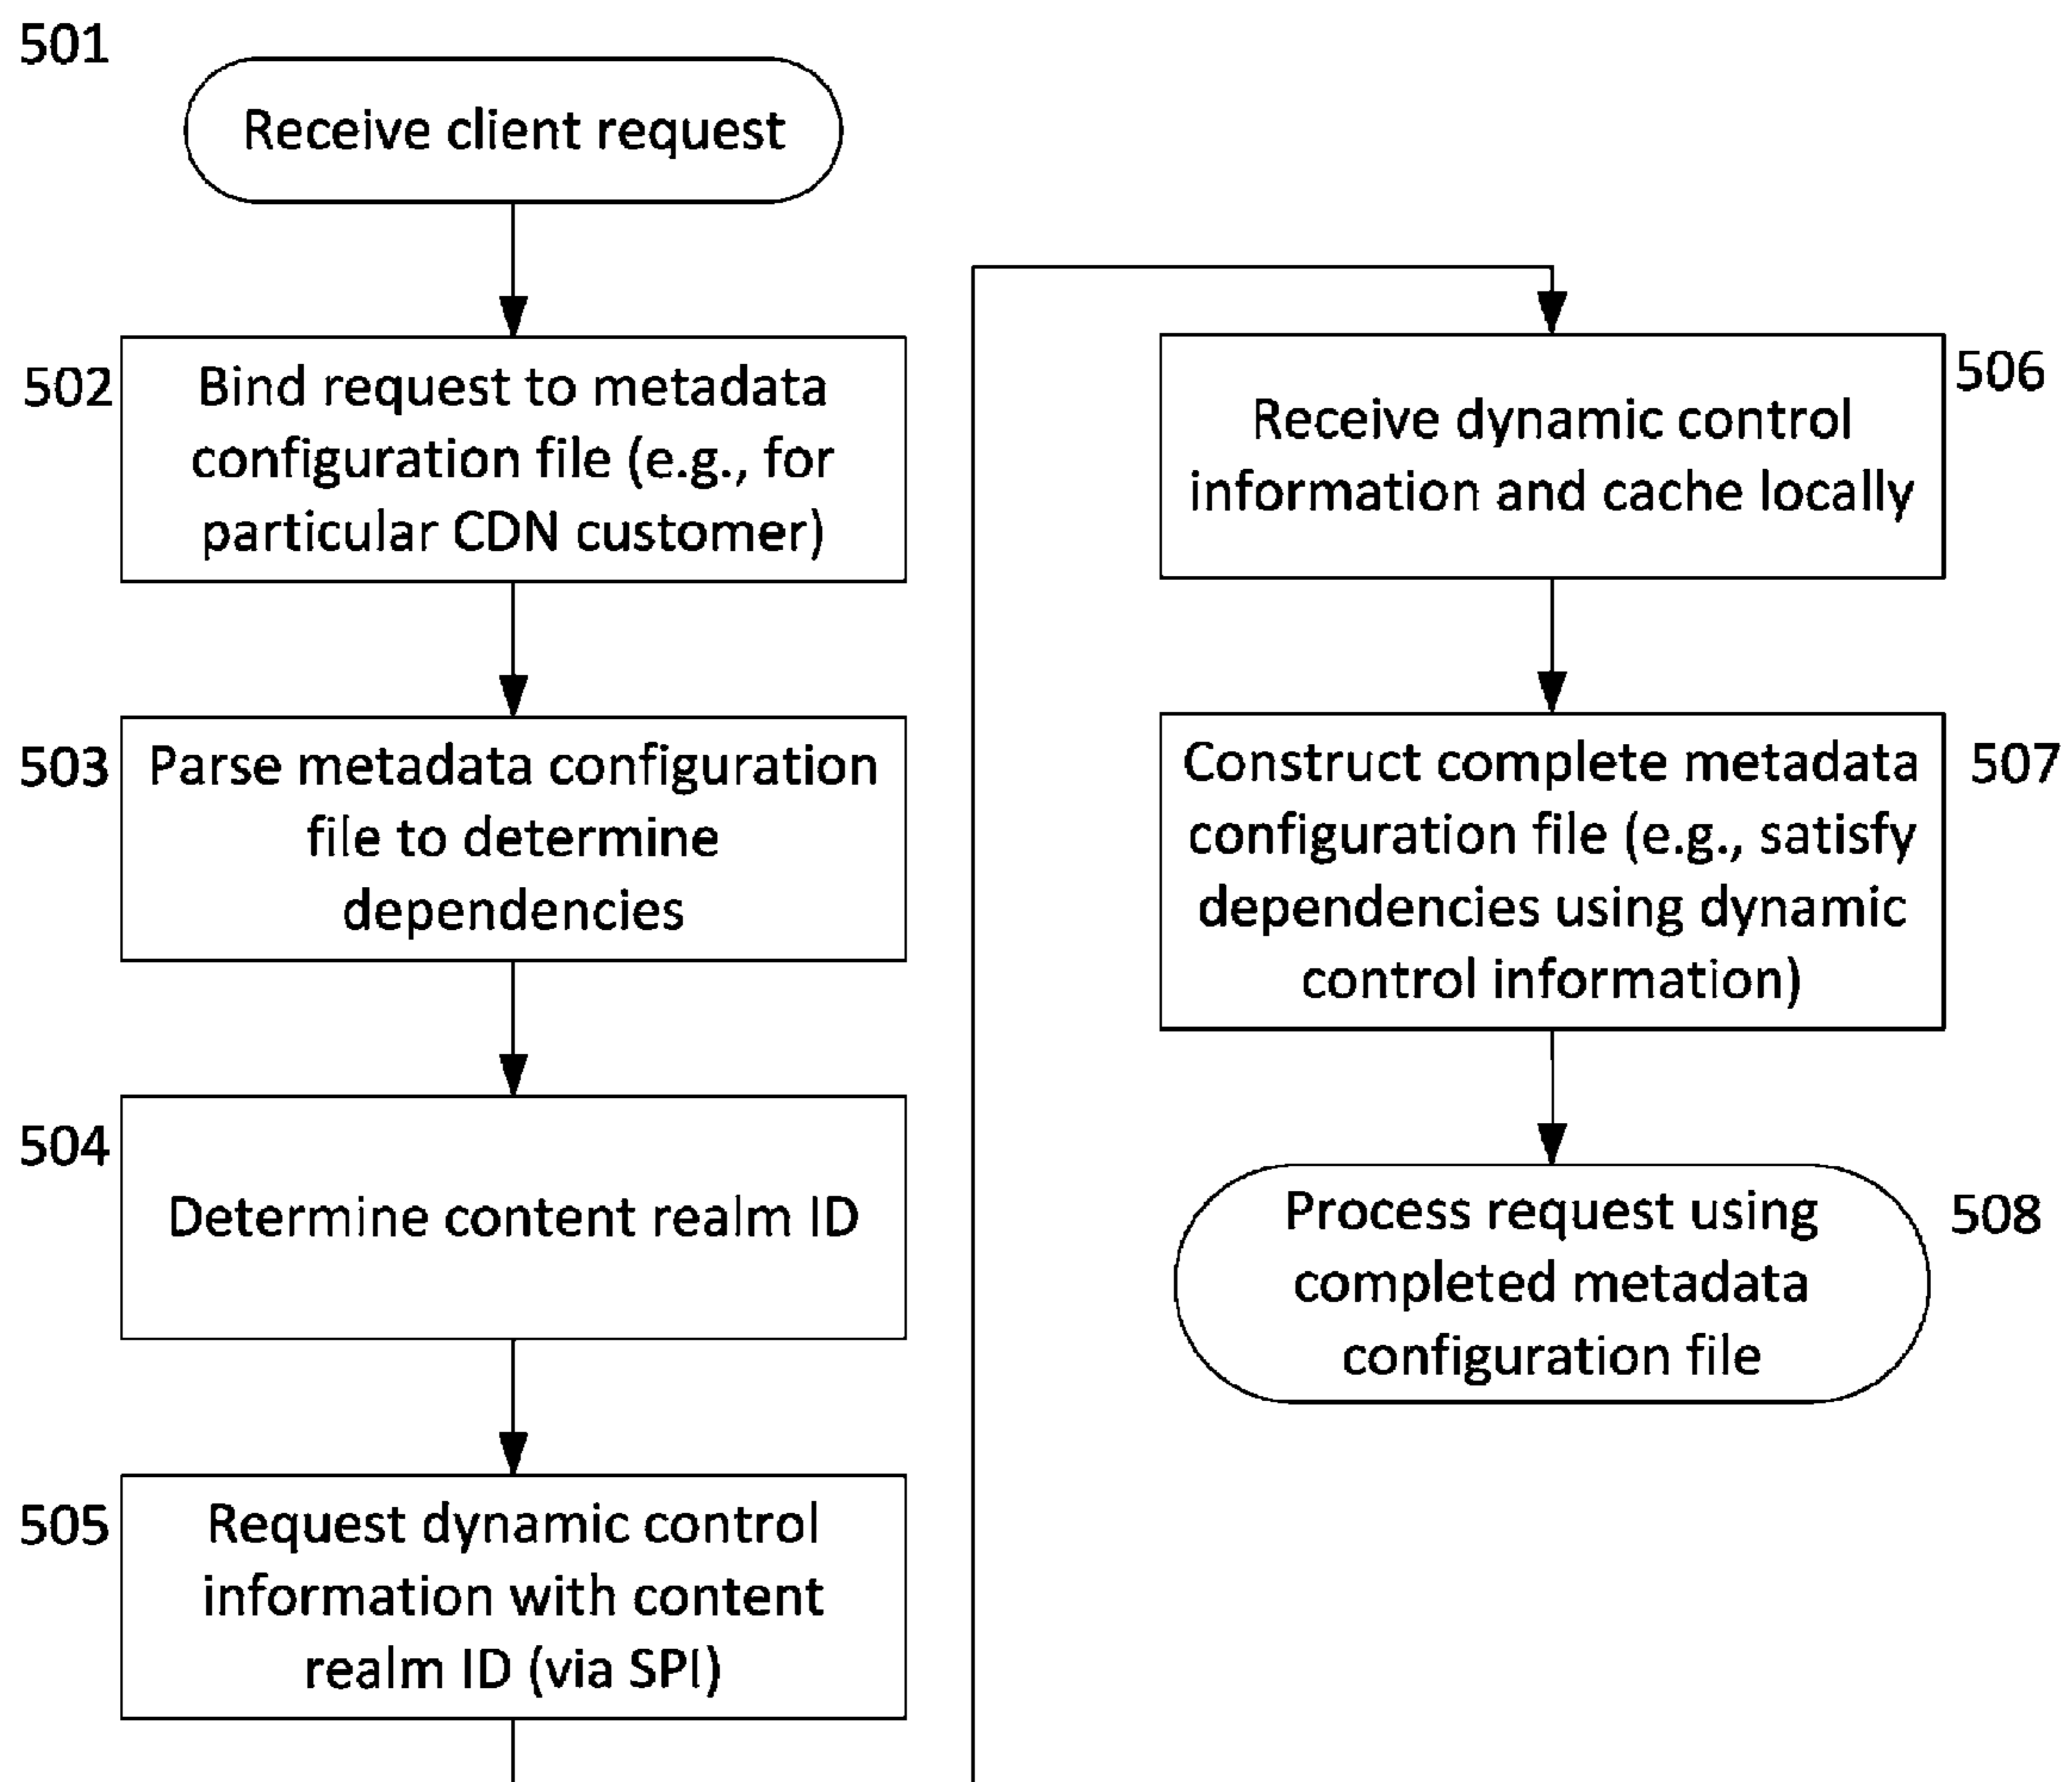 501
Receive client request
502
Bind request to metadata
configuration file (e.g., for
particular CDN customer)
503
Parse metadata configuration
file to determine
dependencies
504
Determine content realm ID
505
Request dynamic control
information with content
realm ID (via SPI)
506
Receive dynamic control
information and cache locally
507
Construct complete metadata
configuration file (e.g., satisfy
dependencies using dynamic
control information)
508
Process request using
completed metadata
configuration file